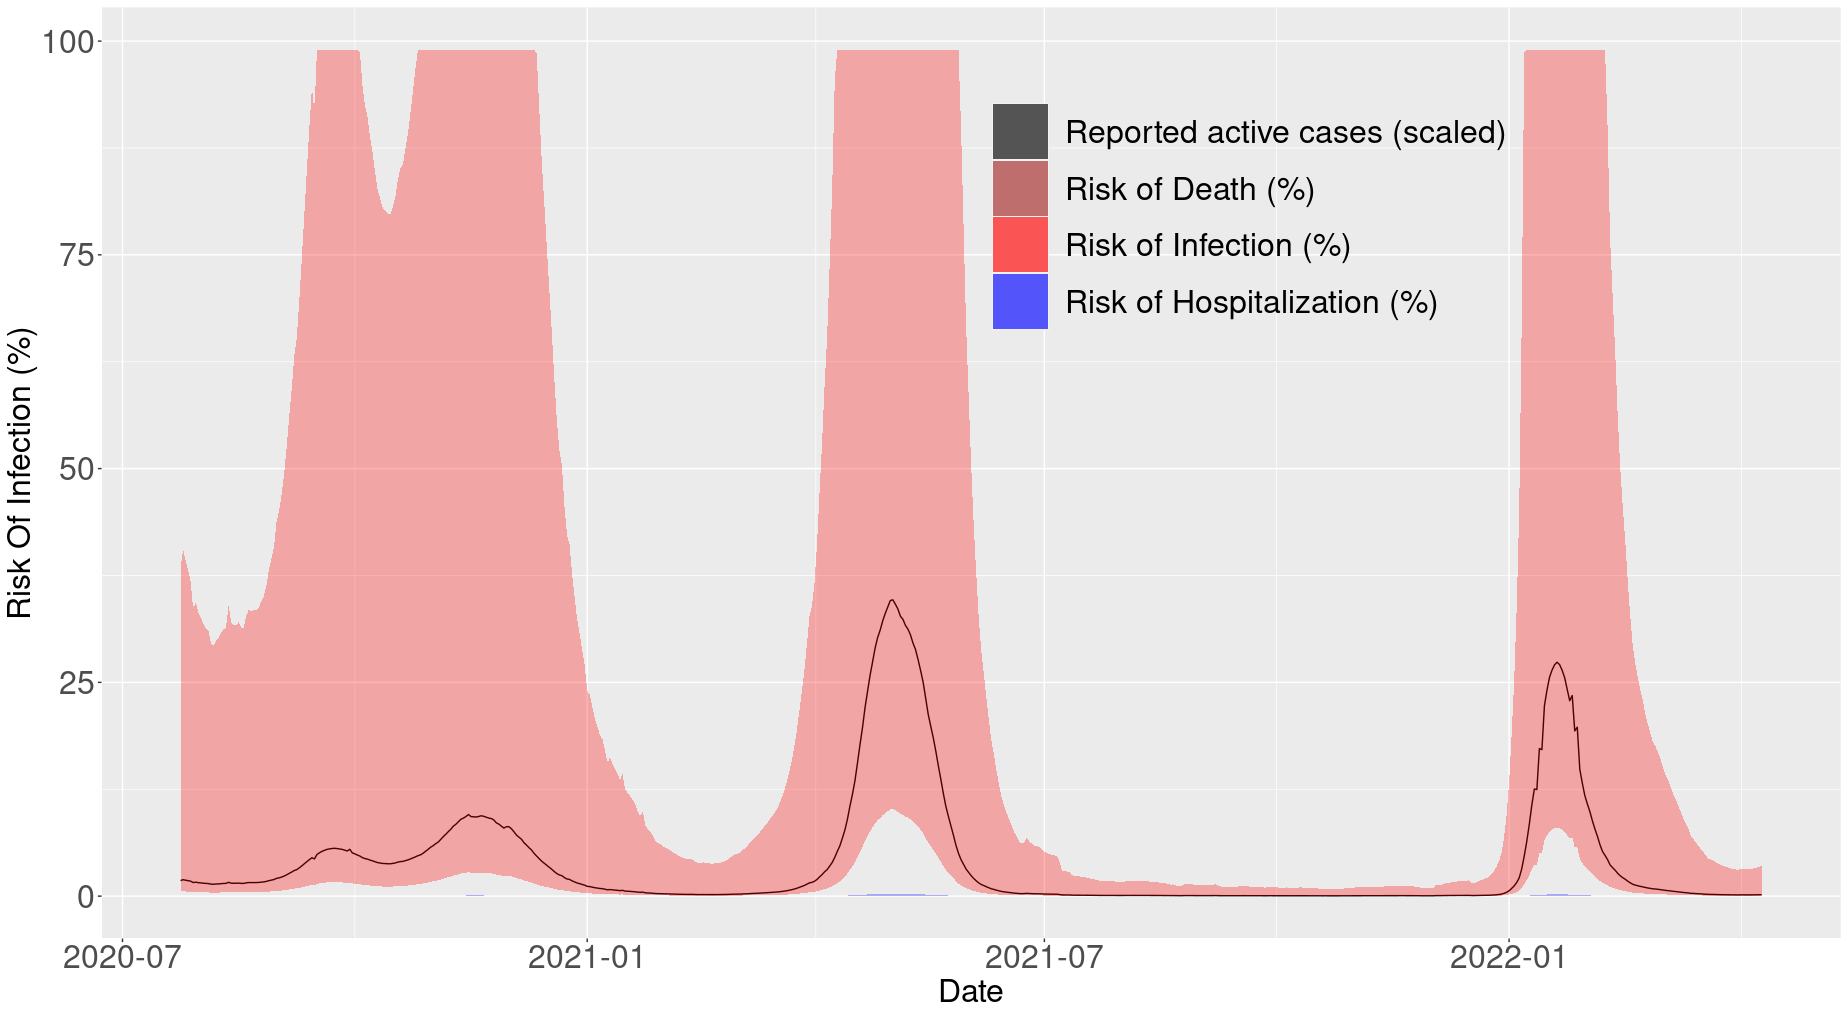 Risk Of Infection (%)
100
75
50
25
0
Reported active cases (scaled)
Risk of Death (%)
Risk of Infection (%)
Risk of Hospitalization (%)
2020-07
2021-01
2021-07
2022-01
Date